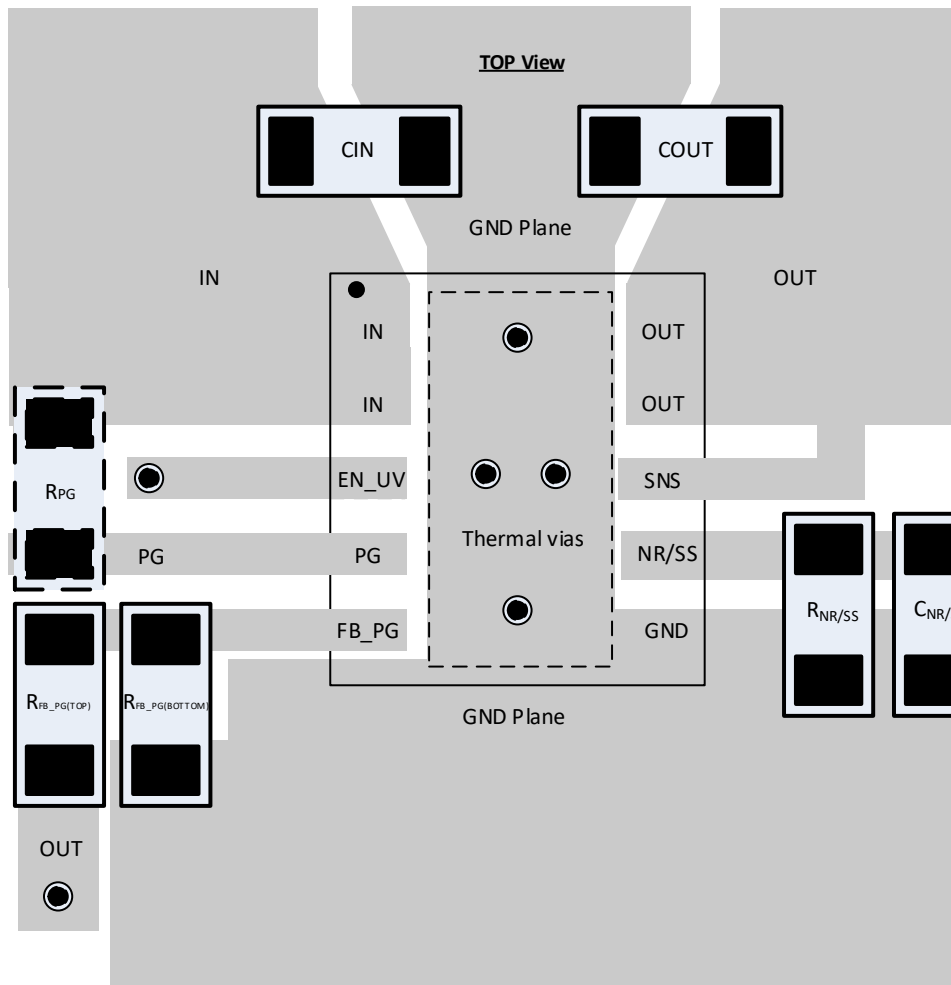 TOP View
CIN
COUT
GND Plane
IN
OUT
IN
OUT
IN
OUT
RPG
EN_UV
SNS
Thermal vias
PG
PG
NR/SS
FB_PG
GND
RNR/SS
CNR/
RFB_PG(TOP)
RFB_PG(BOTTOM)
GND Plane
OUT